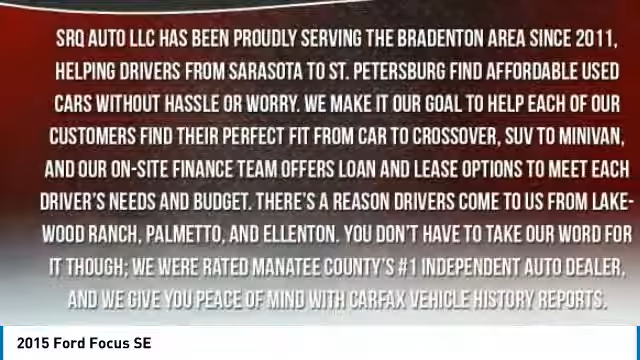 SRQ AUTO LLC HAS BEEN PROUDLY SERVING THE BRADENTON AREA SINCE 2011,
HELPING DRIVERS FROM SARASOTA TO ST. PETERSBURG FIND AFFORDABLE USED
CARS WITHOUT HASSLE OR WORRY. WE MAKE IT OUR GOAL TO HELP EACH OF OUR
CUSTOMERS FIND THEIR PERFECT FIT FROM CAR TO CROSSOVER, SUV TO MINIVAN,
AND OUR ON-SITE FINANCE TEAM OFFERS LOAN AND LEASE OPTIONS TO MEET EACH
DRIVER'S NEEDS AND BUDGET. THERE'S A REASON DRIVERS COME TO US FROM LAKE-
WOOD RANCH, PALMETTO, AND ELLENTON. YOU DON'T HAVE TO TAKE OUR WORD FOR
IT THOUGH; WE WERE RATED MANATEE COUNTY'S #1 INDEPENDENT AUTO DEALER,
AND WE GIVE YOU PEACE OF MIND WITH CARFAX VEHICLE HISTORY REPORTS.
2015 Ford Focus SE